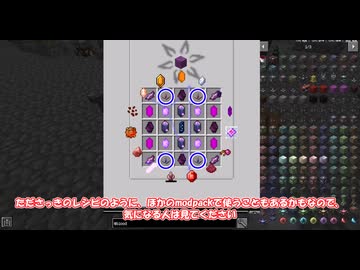 たださっきのレシピのように、ほかのmodpackで使うこともあるかもなので、
気になる人は見てください